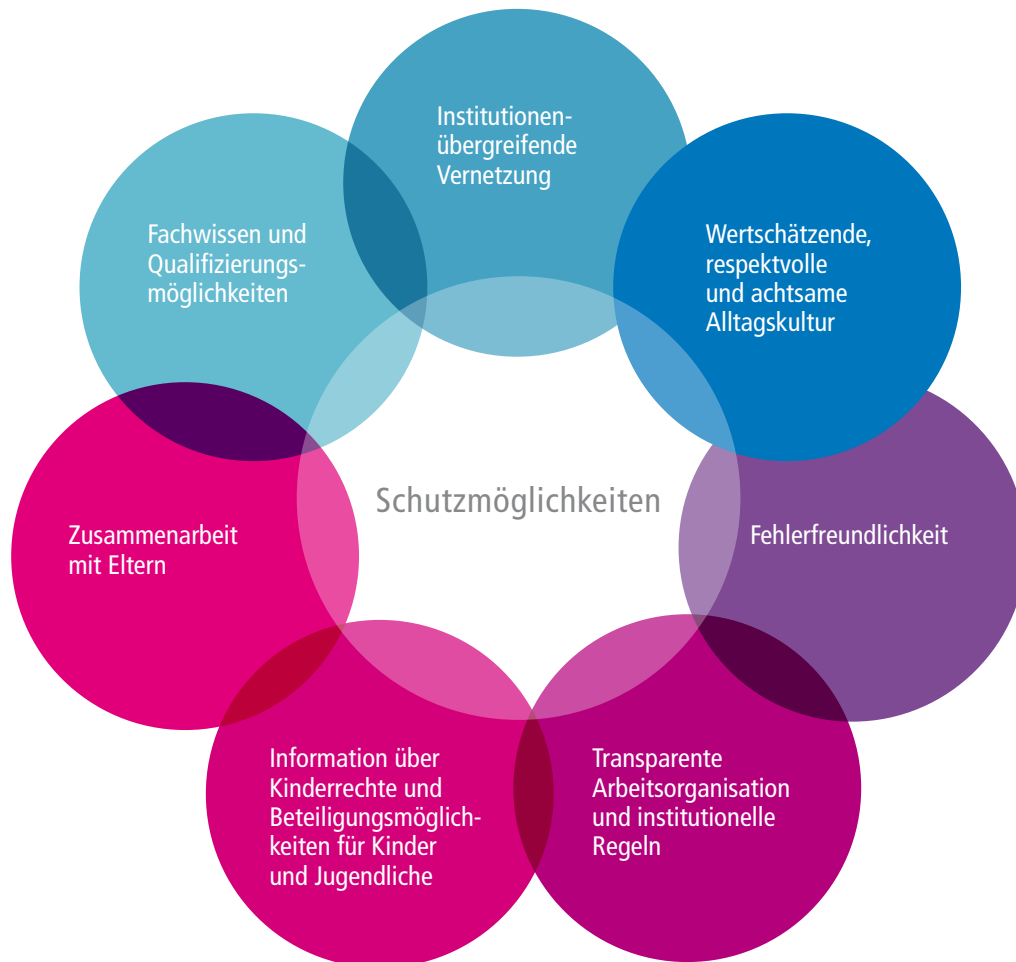 Institutionen-
übergreifende
Vernetzung
Wertschätzende,
respektvolle
und achtsame
Alltagskultur
Fachwissen und
Qualifizierungs-
möglichkeiten
Schutzmöglichkeiten
Zusammenarbeit
mit Eltern
Fehlerfreundlichkeit
Information über
Kinderrechte und
Beteiligungsmöglich-
keiten für Kinder
und Jugendliche
Transparente
Arbeitsorganisation
und institutionelle
Regeln